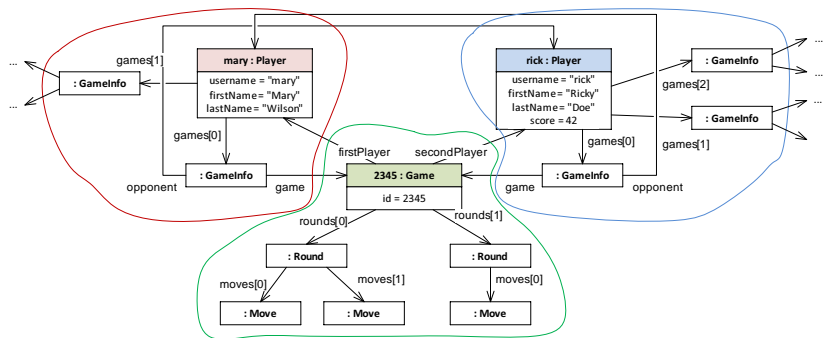 ...
games[1]
mary : Player
rick : Player
: GameInfo
...
: GameInfo
username = "mary"
firstName = "Mary"
lastName= "Wilson"
username = "rick"
firstName= "Ricky"
lastName= "Doe"
score = 42
games[2]
...
...
: GameInfo
games[0]
firstPlayer
secondPlayer
games[0]
games[1]
...
: GameInfo
opponent
game
2345 : Game
id = 2345
game
: GameInfo
opponent
rounds[0]
rounds[1]
: Round
: Round
moves[0]
moves[1]
moves[0]
: Move
: Move
: Move